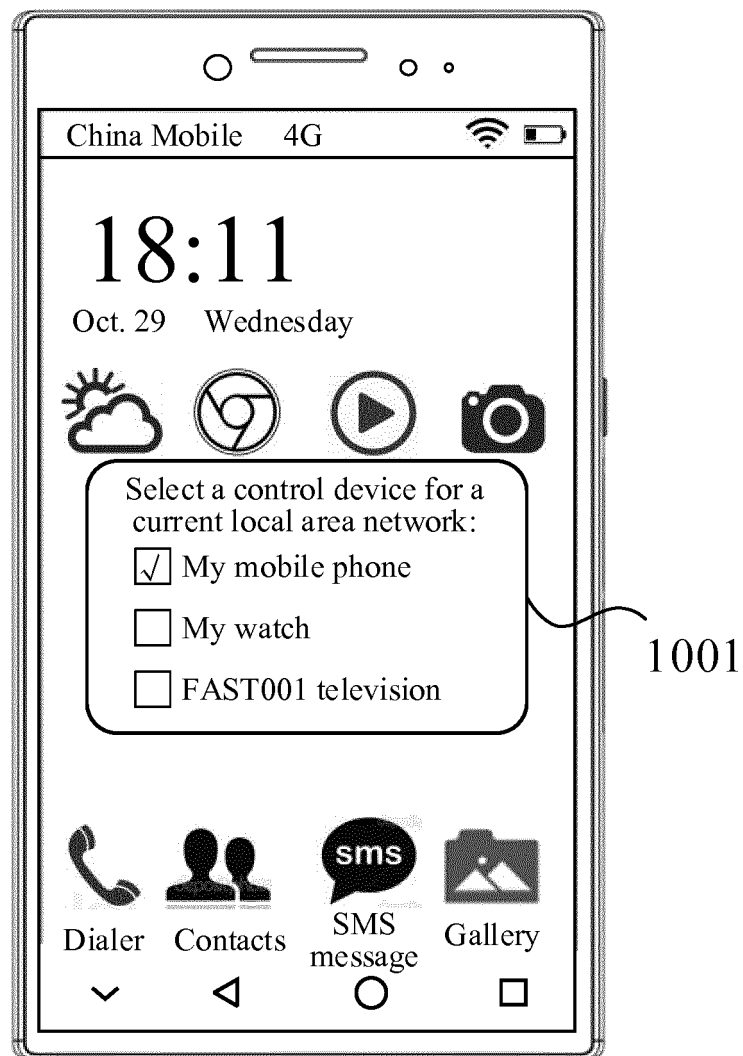 China Mobile 4G
18:11
Oct. 29 Wednesday
Select a control device for a
current local area network:
√ My mobile phone
My watch
FAST001 television
1001
sms
Dialer
Contacts
SMS
message
Gallery